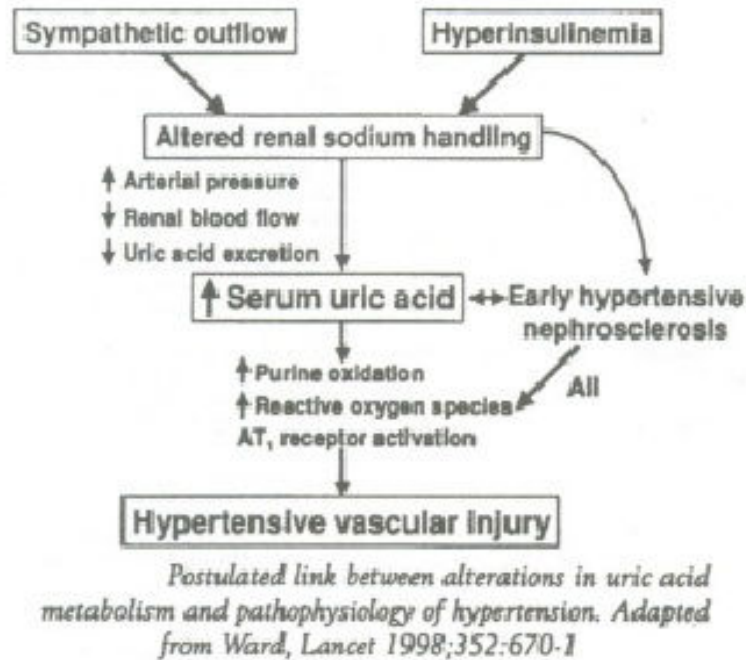 Sympathetic outflow
Hyperinsulinemia
Altered renal sodium handling
↑ Arterial pressure
↓ Renal blood flow
↓ Uric acid excretion
↑ Serum uric acid
Early hypertensive
nephrosclerosis
↑ Purine oxidation
↑ Reactive oxygen species
AT, receptor activation
AII
Hypertensive vascular injury
Postulated link between alterations in uric acid
metabolism and pathophysiology of hypertension. Adapted
from Ward, Lancet 1998;352:670-1